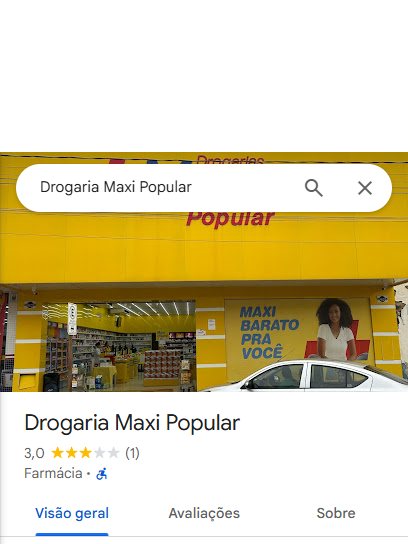 Drogarias
Drogaria Maxi Popular
Popular
MAXI
BARATO
PRA
VOCÊ
Drogaria Maxi Popular
3,0 (1)
Farmácia ·
Visão geral Avaliações Sobre